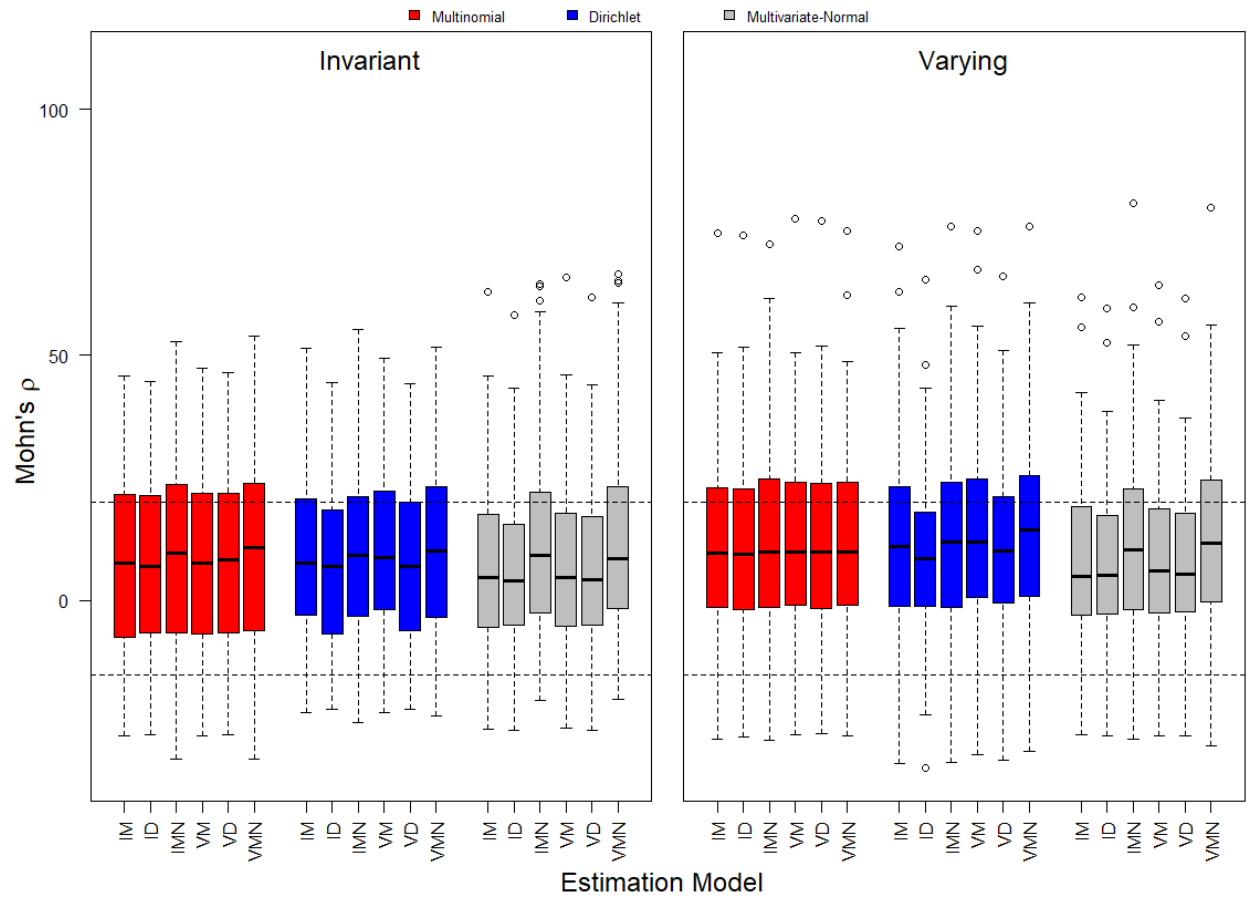 Multinomial Dirichlet Multivariate-Normal
Invariant Varying
100
50
0
Mohn's ρ
IM ID IMN VM VD VMN IM ID IMN VM VD VMN IM ID IMN VM VD VMN IM ID IMN VM VD VMN IM ID IMN VM VD VMN IM ID IMN VM VD VMN
Estimation Model